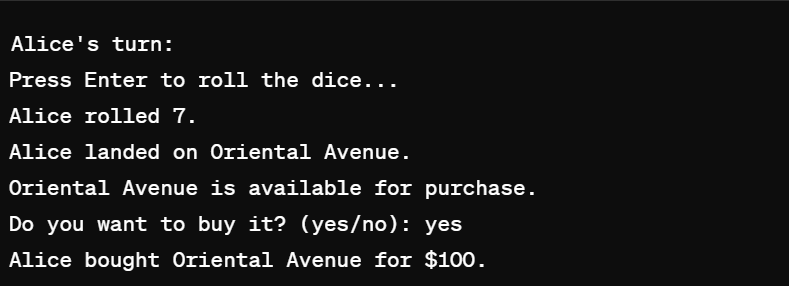 Alice's turn:
Press Enter to roll the dice...
Alice rolled 7.
Alice landed on Oriental Avenue.
Oriental Avenue is available for purchase.
Do you want to buy it? (yes/no): yes
Alice bought Oriental Avenue for $100.